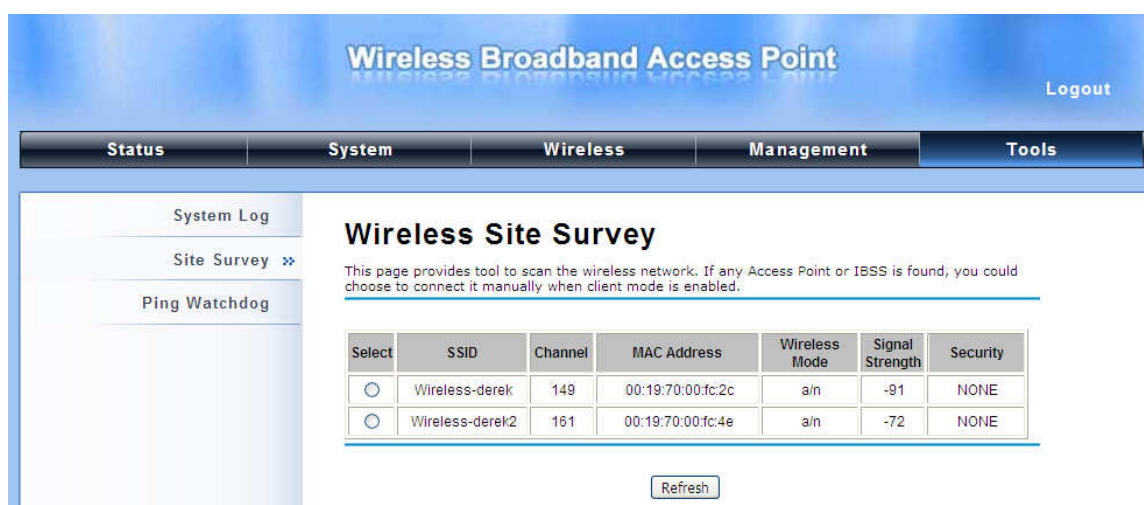 Wireless Broadband Access Point
Logout
Status System Wireless Management Tools
System Log
Site Survey »
Ping Watchdog
Wireless Site Survey
This page provides tool to scan the wireless network. If any Access Point or IBSS is found, you could
choose to connect it manually when client mode is enabled.
Select SSID Channel MAC Address Wireless Mode Signal Strength Security
Wireless-derek 149 00:19:70:00:fc:2c a/n -91 NONE
Wireless-derek2 161 00:19:70:00:fc:4e a/n -72 NONE
Refresh